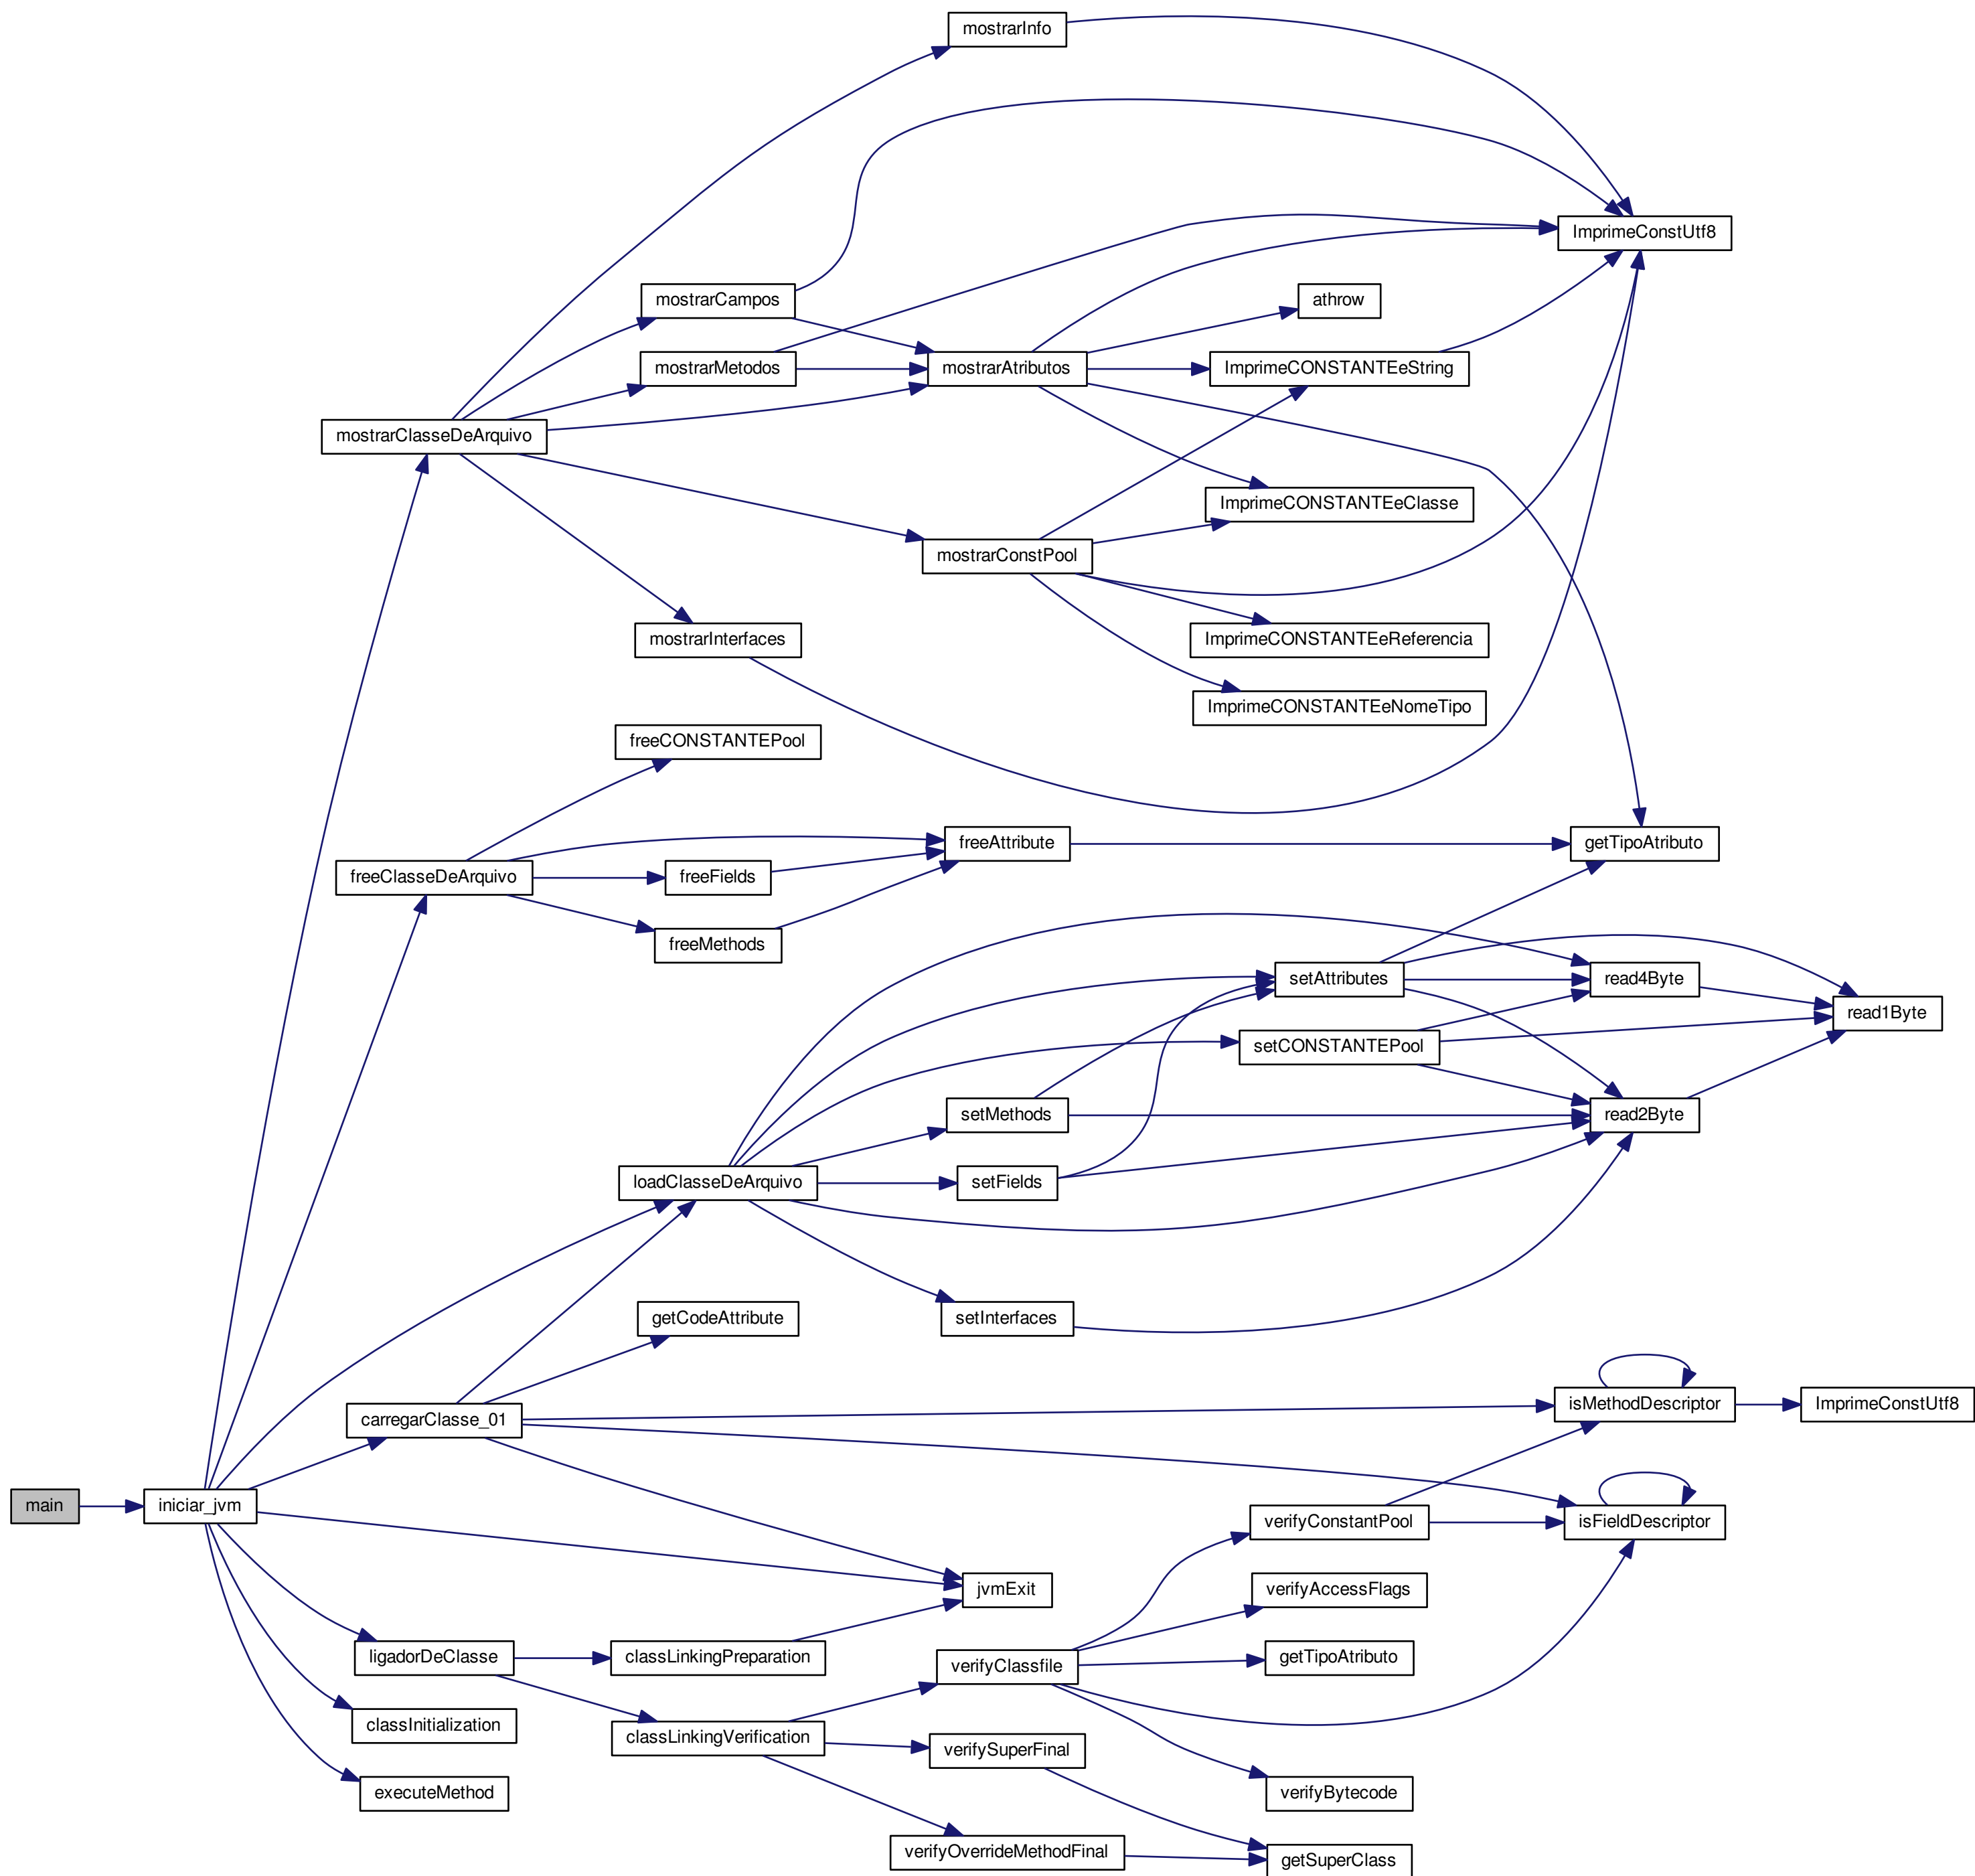 mostrarInfo
ImprimeConstUtf8
mostrarCampos
athrow
mostrarMetodos
mostrarAtributos
ImprimeCONSTANTEeString
mostrarClasseDeArquivo
ImprimeCONSTANTEeClasse
mostrarConstPool
mostrarInterfaces
ImprimeCONSTANTEeReferencia
ImprimeCONSTANTEeNomeTipo
freeCONSTANTEPool
freeAttribute
getTipoAtributo
freeClasseDeArquivo
freeFields
freeMethods
setAttributes
read4Byte
read1Byte
setCONSTANTEPool
setMethods
read2Byte
loadClasseDeArquivo
setFields
getCodeAttribute
setInterfaces
isMethodDescriptor
ImprimeConstUtf8
carregarClasse_01
main
iniciar_jvm
verifyConstantPool
isFieldDescriptor
jvmExit
verifyAccessFlags
ligadorDeClasse
classLinkingPreparation
verifyClassfile
getTipoAtributo
classInitialization
classLinkingVerification
verifySuperFinal
executeMethod
verifyBytecode
verifyOverrideMethodFinal
getSuperClass